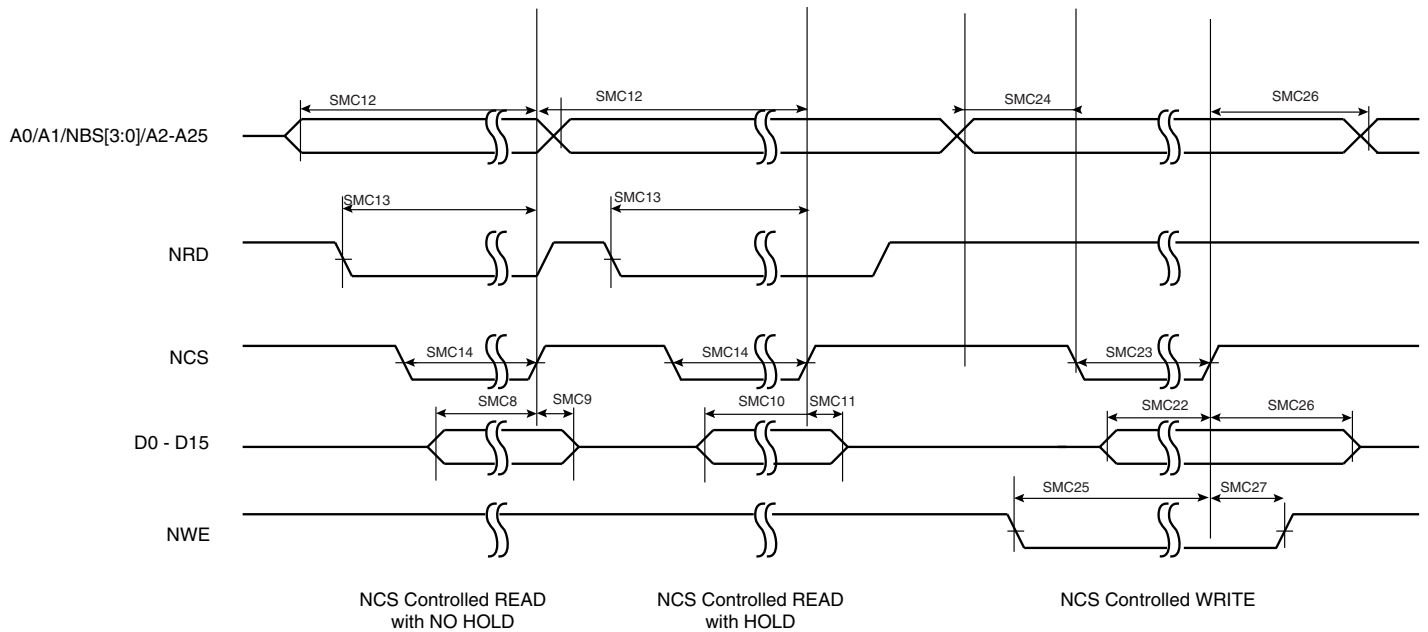 SMC12
SMC12
SMC24
SMC26
A0/A1/NBS[3:0]/A2-A25
SMC13
SMC13
NRD
NCS
SMC14
SMC14
SMC23
SMC8
SMC9
SMC10
SMC11
SMC22
SMC26
D0 - D15
SMC25
SMC27
NWE
NCS Controlled READ
with NO HOLD
NCS Controlled READ
with HOLD
NCS Controlled WRITE